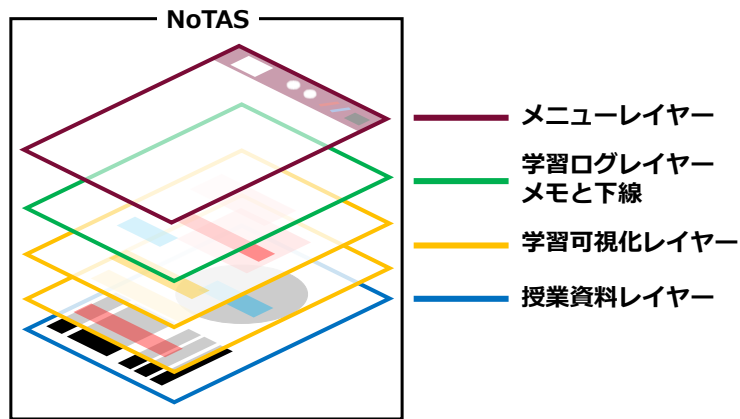 NoTAS
メニューレイヤー
学習ログレイヤー
メモと下線
学習可視化レイヤー
授業資料レイヤー